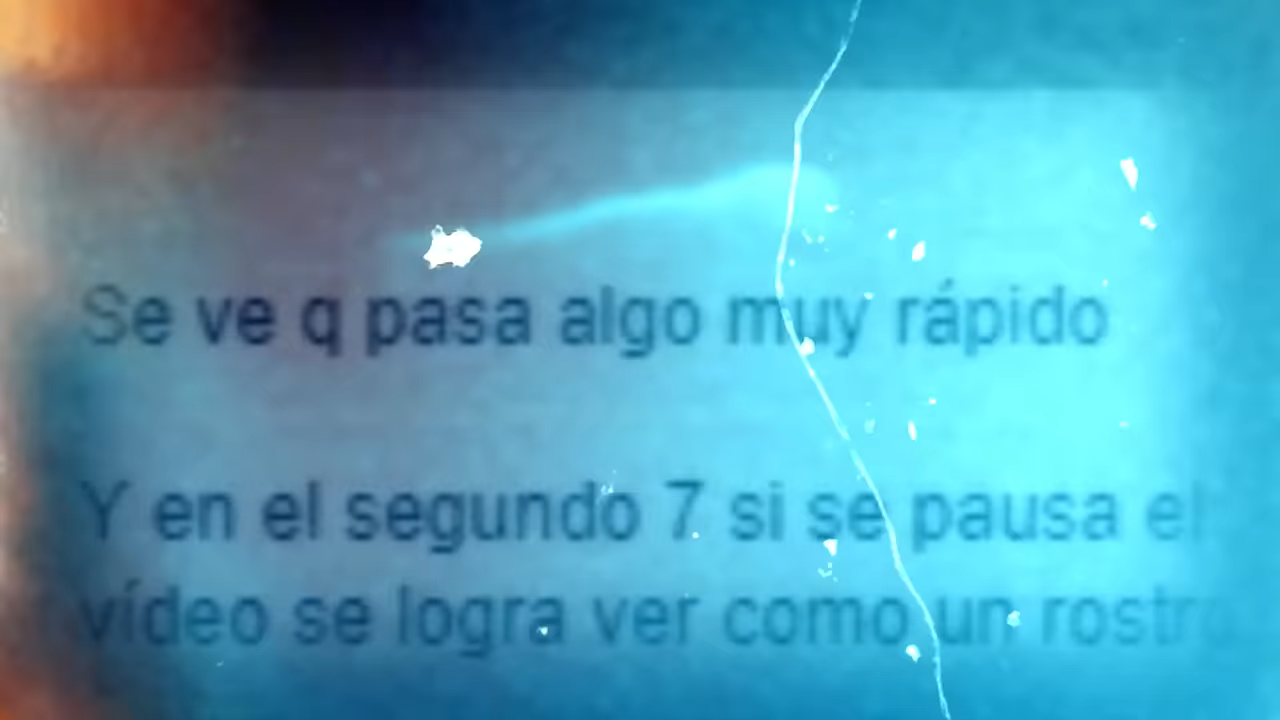 Se ve q pasa algo muy rápido
Y en el segundo 7 si se pausa el
vídeo se logra ver como un rostro